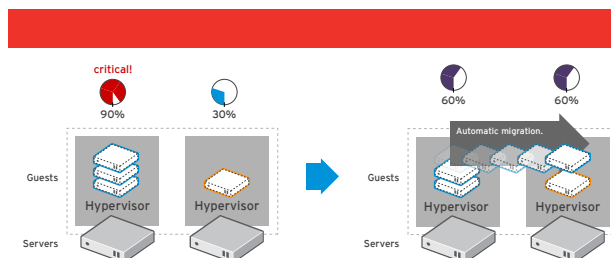 critical!
90%
30%
Guests
Hypervisor
Hypervisor
Servers
60%
60%
Automatic migration.
Guests
Hypervisor
Hypervisor
Servers